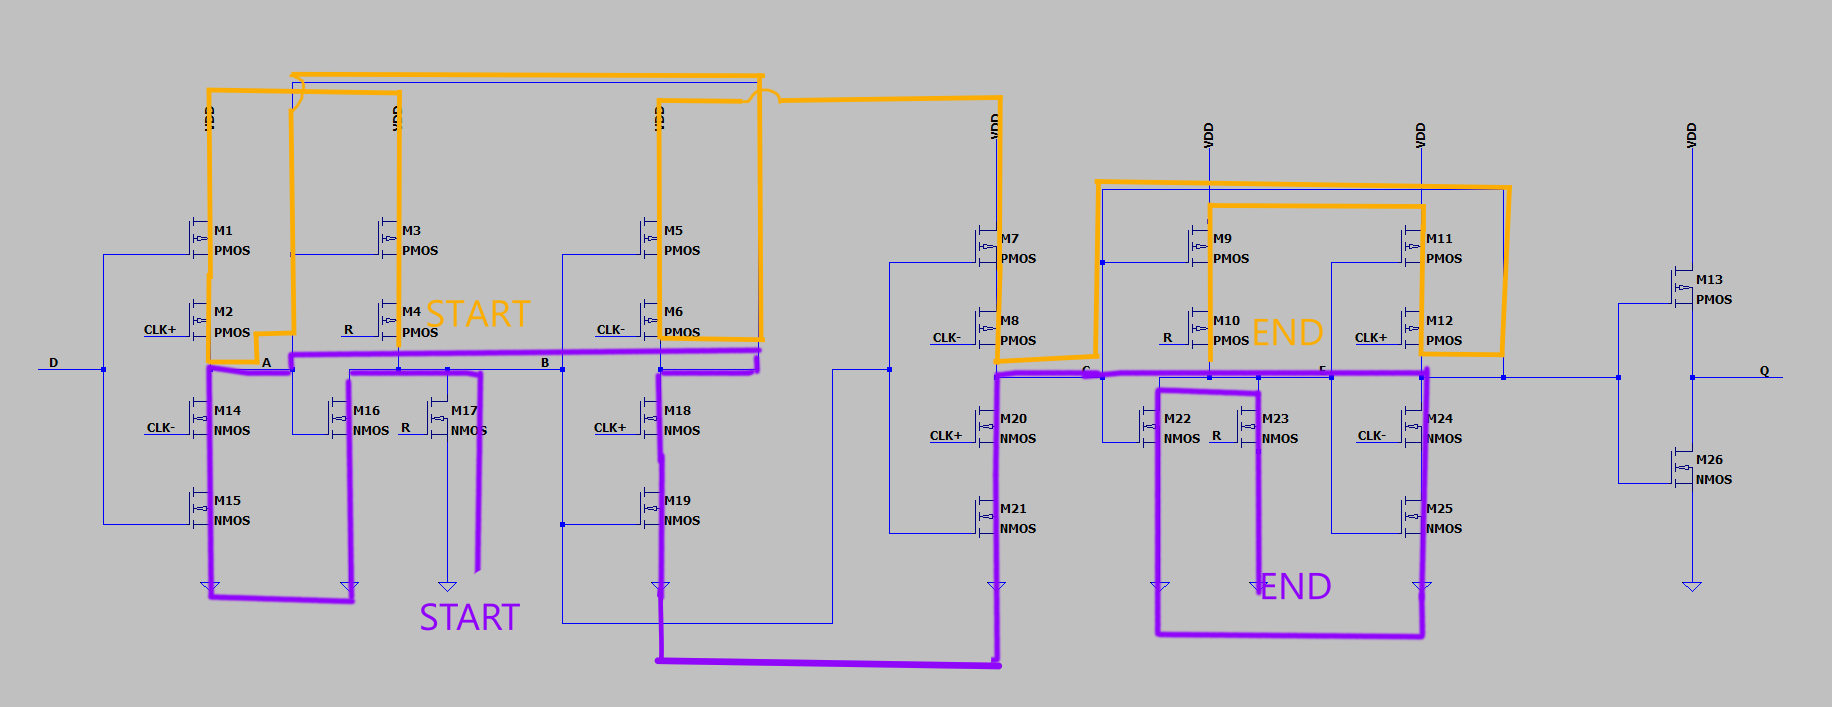 VDD
VDD
VDD
VDD
VDD
VDD
VDD
M1
PMOS
M3
PMOS
M5
PMOS
M7
PMOS
M9
PMOS
M11
PMOS
M13
PMOS
CLK+
M2
PMOS
R
M4
PMOS
START
CLK-
M6
PMOS
CLK-
M8
PMOS
R
M10
PMOS
END
CLK+
M12
PMOS
D
A
B
C
E
Q
CLK-
M14
NMOS
M16
NMOS
R
M17
NMOS
CLK+
M18
NMOS
CLK+
M20
NMOS
M22
NMOS
R
M23
NMOS
CLK-
M24
NMOS
M26
NMOS
M15
NMOS
M19
NMOS
M21
NMOS
M25
NMOS
START
END